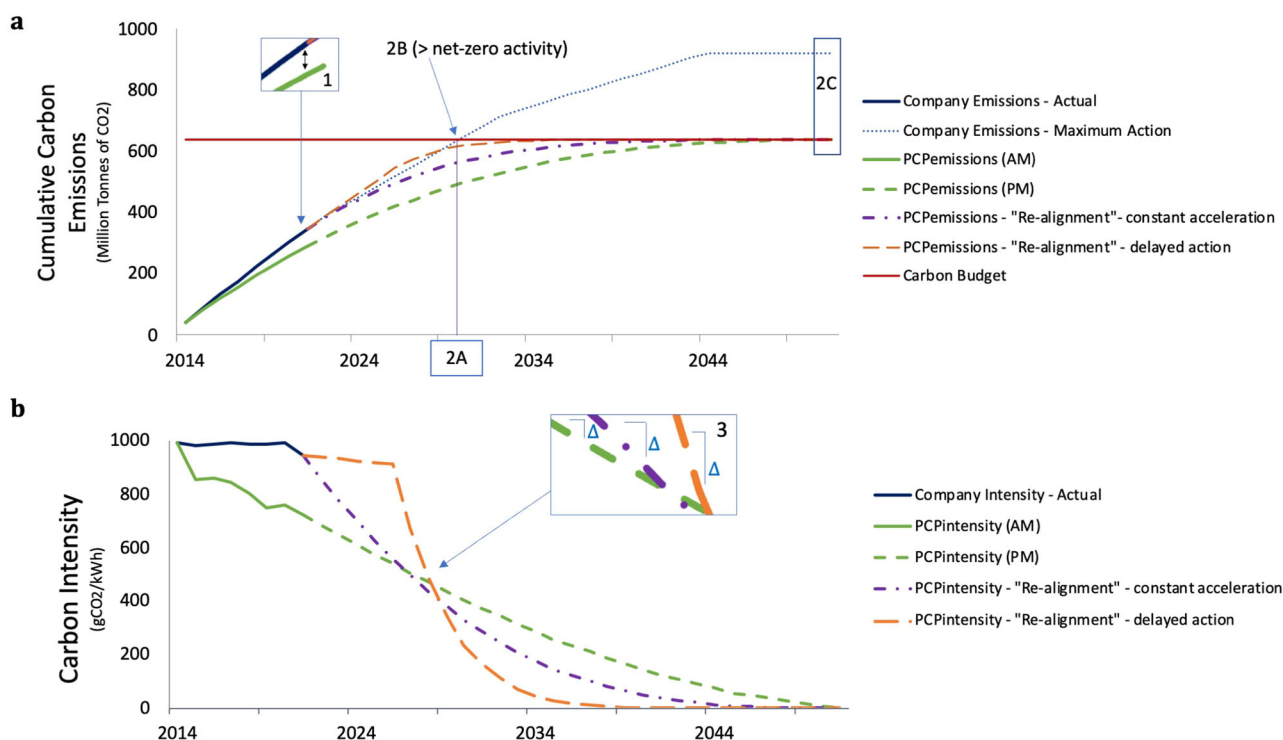 a
Cumulative Carbon
Emissions
(Million Tonnes of CO2)
1000
800
600
400
200
0
2014
2024
2034
2044
1
2B (> net-zero activity)
2C
2A
Company Emissions - Actual
Company Emissions - Maximum Action
PCPemissions (AM)
PCPemissions (PM)
PCPemissions - "Re-alignment" - constant acceleration
PCPemissions - "Re-alignment" - delayed action
Carbon Budget
b
Carbon Intensity
(gCO2/kWh)
1000
800
600
400
200
0
2014
2024
2034
2044
3
Δ
Δ
Δ
Company Intensity - Actual
PCPintensity (AM)
PCPintensity (PM)
PCPintensity - "Re-alignment" - constant acceleration
PCPintensity - "Re-alignment" - delayed action